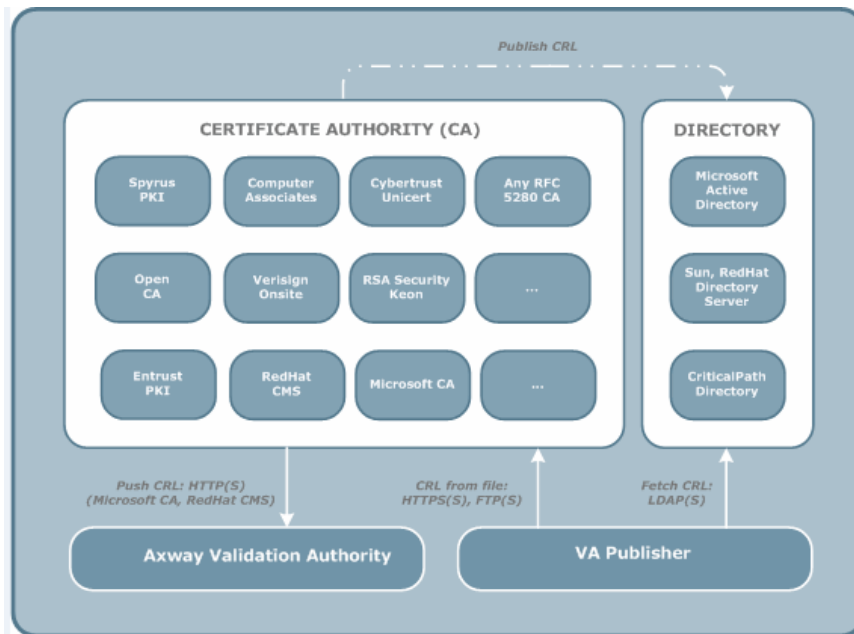 Publish CRL
CERTIFICATE AUTHORITY (CA)
Spyrus
PKI
Computer
Associates
Cybertrust
Unicert
Any RFC
5280 CA
Open
CA
Verisign
Onsite
RSA Security
Keon
...
Entrust
PKI
RedHat
CMS
Microsoft CA
...
DIRECTORY
Microsoft
Active
Directory
Sun, RedHat
Directory
Server
CriticalPath
Directory
Push CRL: HTTP(S)
(Microsoft CA, RedHat CMS)
CRL from file:
HTTPS(S), FTP(S)
Fetch CRL:
LDAP(S)
Axway Validation Authority
VA Publisher